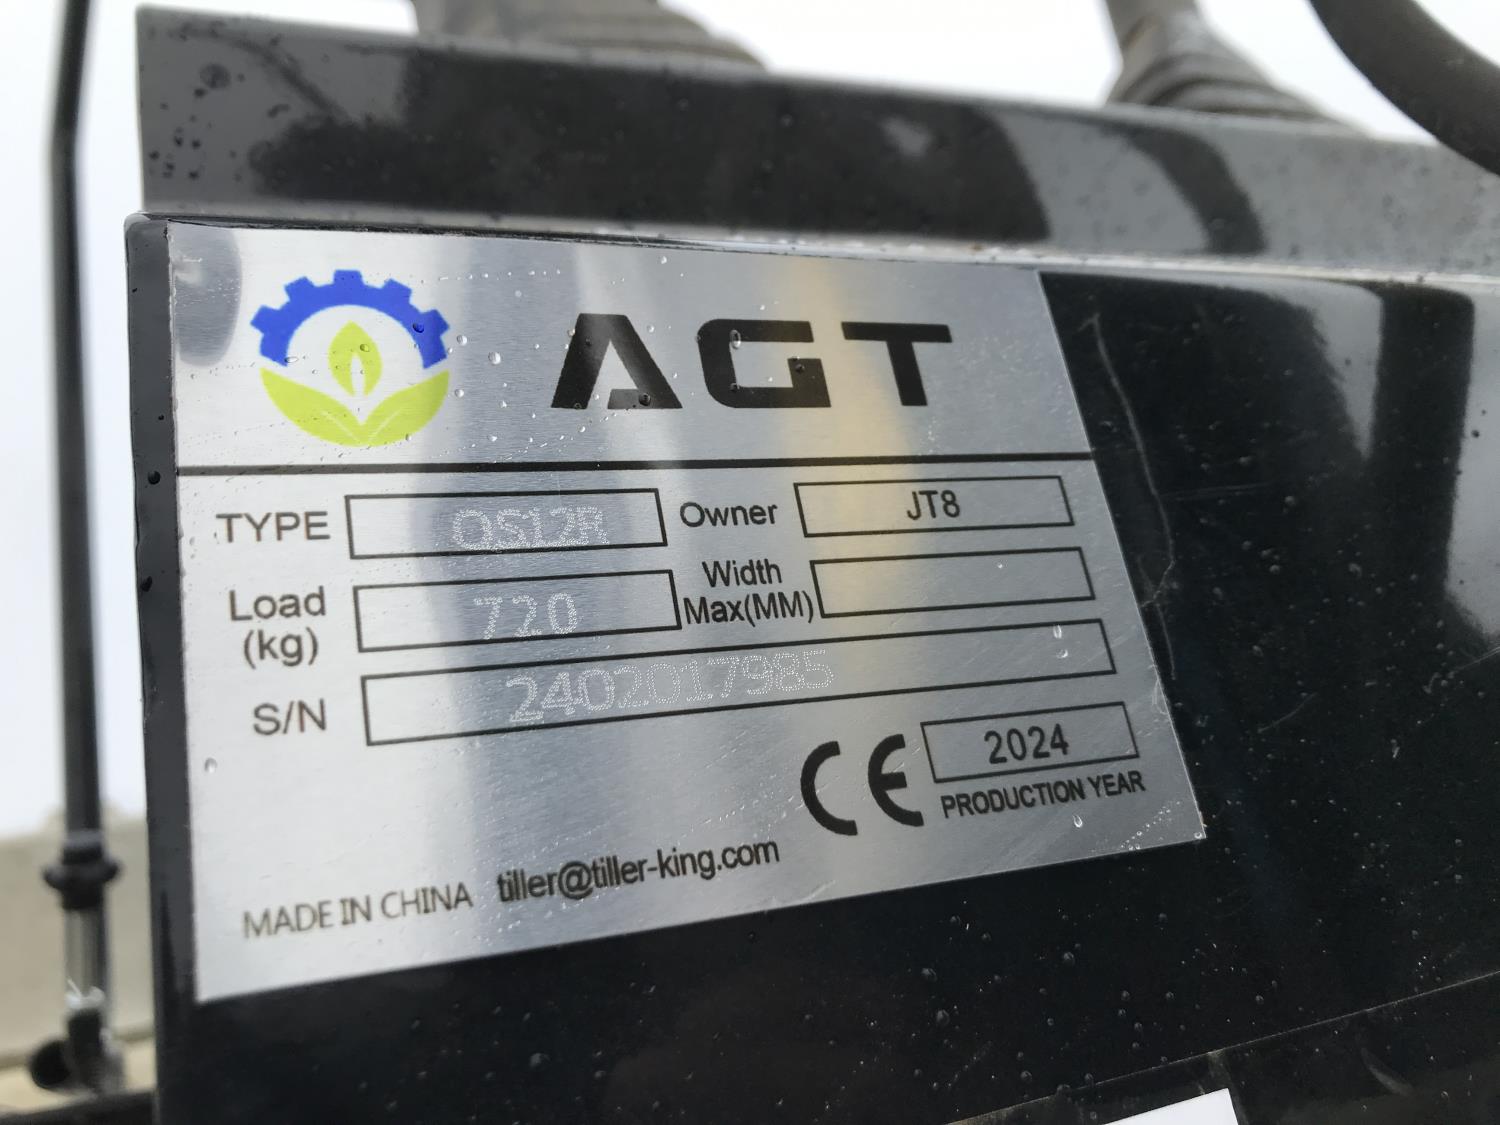 AGT
TYPE QS12R Owner JT8
Load (kg) 720 Width Max(MM)
S/N 2402017985
CE 2024
PRODUCTION YEAR
MADE IN CHINA tiller@tiller-king.com